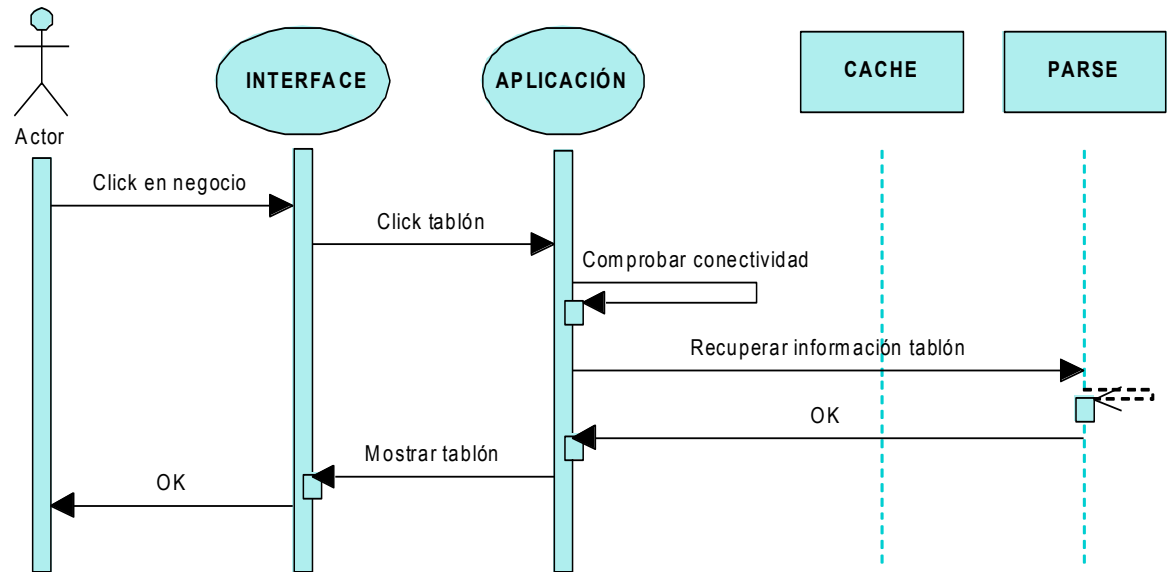 INTERFACE
APLICACIÓN
CACHE
PARSE
Actor
Click en negocio
Click tablón
Comprobar conectividad
Recuperar información tablón
OK
Mostrar tablón
OK